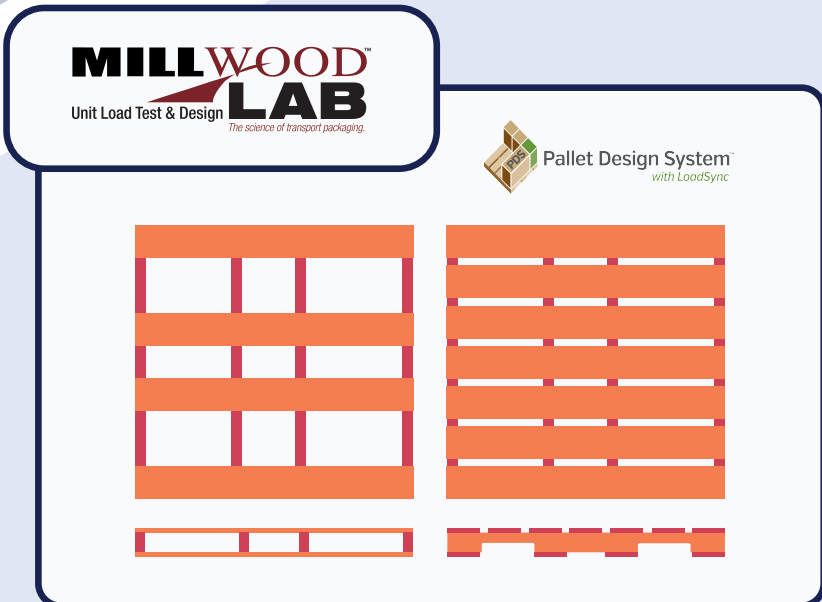 MILLWOOD™
LAB
Unit Load Test & Design
The science of transport packaging.
PDS
Pallet Design System™
with LoadSync